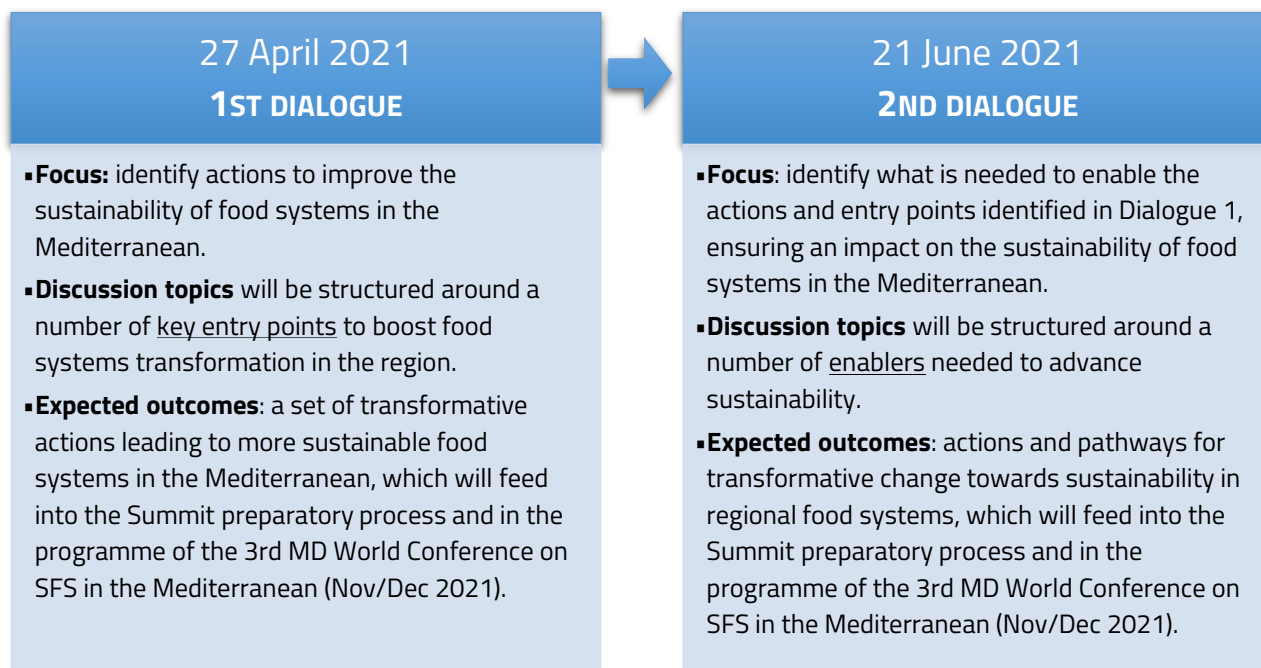 27 April 2021
1ST DIALOGUE
▪Focus: identify actions to improve the
sustainability of food systems in the
Mediterranean.
▪Discussion topics will be structured around a
number of key entry points to boost food
systems transformation in the region.
▪Expected outcomes: a set of transformative
actions leading to more sustainable food
systems in the Mediterranean, which will feed
into the Summit preparatory process and in the
programme of the 3rd MD World Conference on
SFS in the Mediterranean (Nov/Dec 2021).
21 June 2021
2ND DIALOGUE
▪Focus: identify what is needed to enable the
actions and entry points identified in Dialogue 1,
ensuring an impact on the sustainability of food
systems in the Mediterranean.
▪Discussion topics will be structured around a
number of enablers needed to advance
sustainability.
▪Expected outcomes: actions and pathways for
transformative change towards sustainability in
regional food systems, which will feed into the
Summit preparatory process and in the
programme of the 3rd MD World Conference on
SFS in the Mediterranean (Nov/Dec 2021).